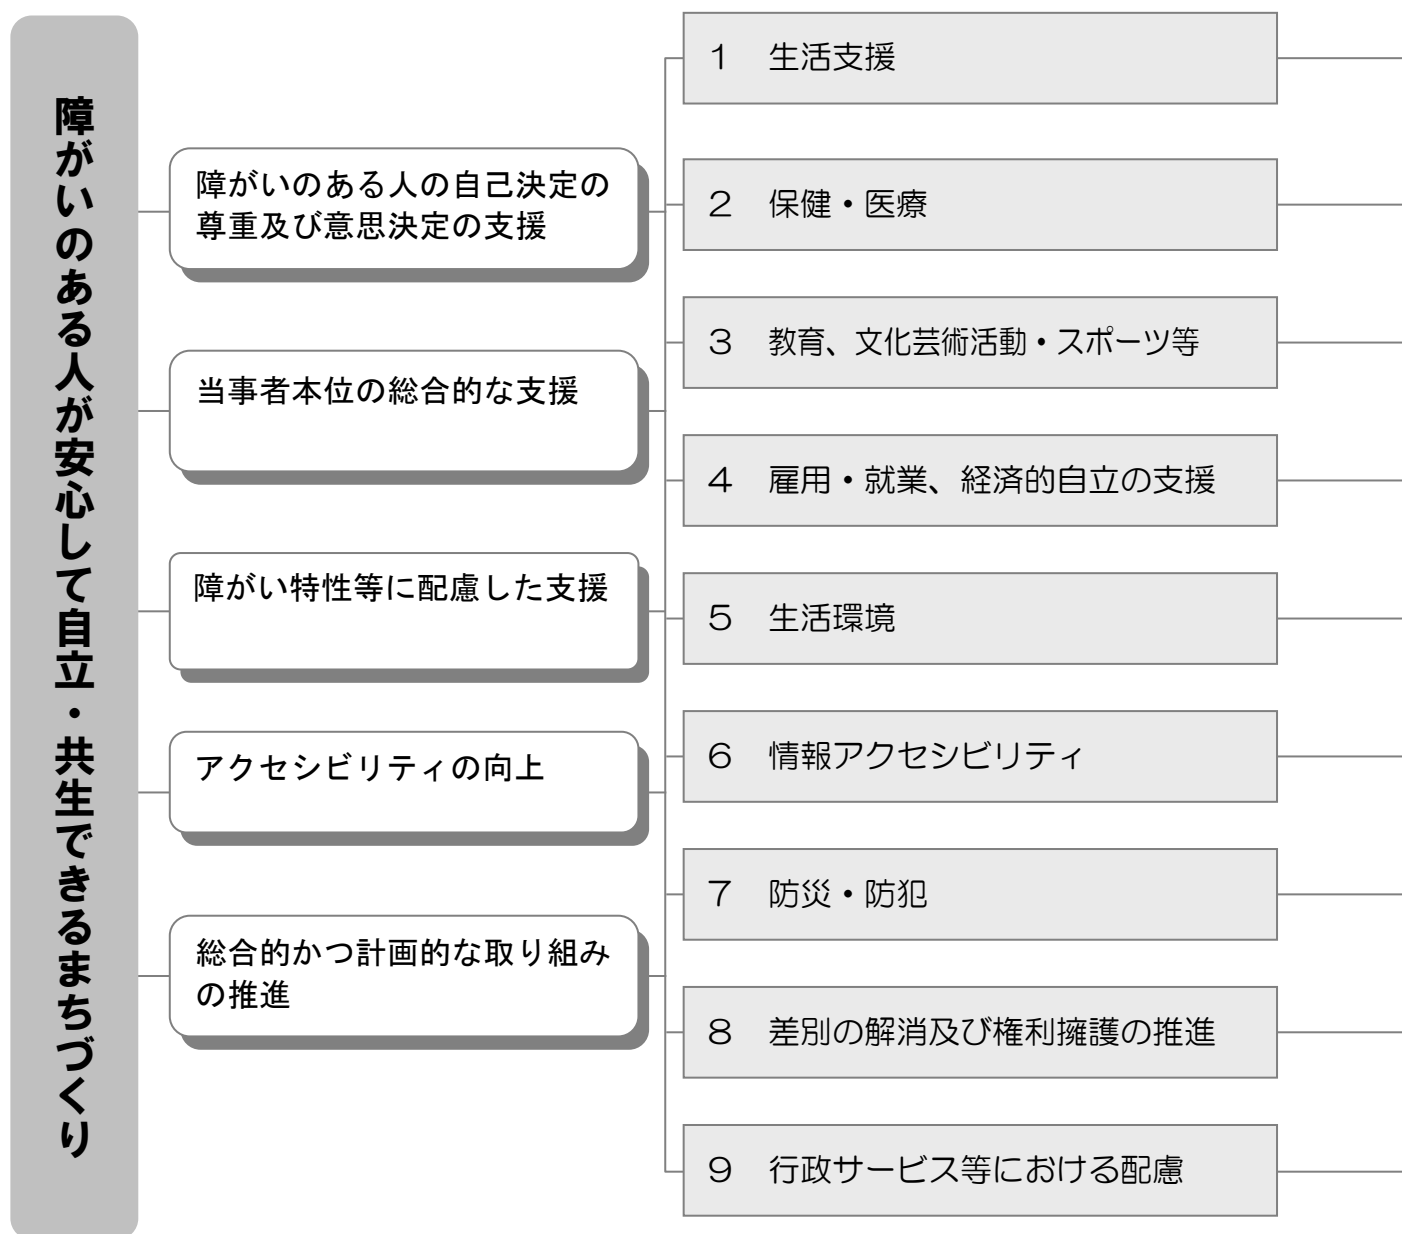 障がいのある人が安心して自立・共生できるまちづくり
障がいのある人の自己決定の
尊重及び意思決定の支援
当事者本位の総合的な支援
障がい特性等に配慮した支援
アクセシビリティの向上
総合的かつ計画的な取り組み
の推進
１　生活支援
２　保健・医療
３　教育、文化芸術活動・スポーツ等
４　雇用・就業、経済的自立の支援
５　生活環境
６　情報アクセシビリティ
７　防災・防犯
８　差別の解消及び権利擁護の推進
９　行政サービス等における配慮